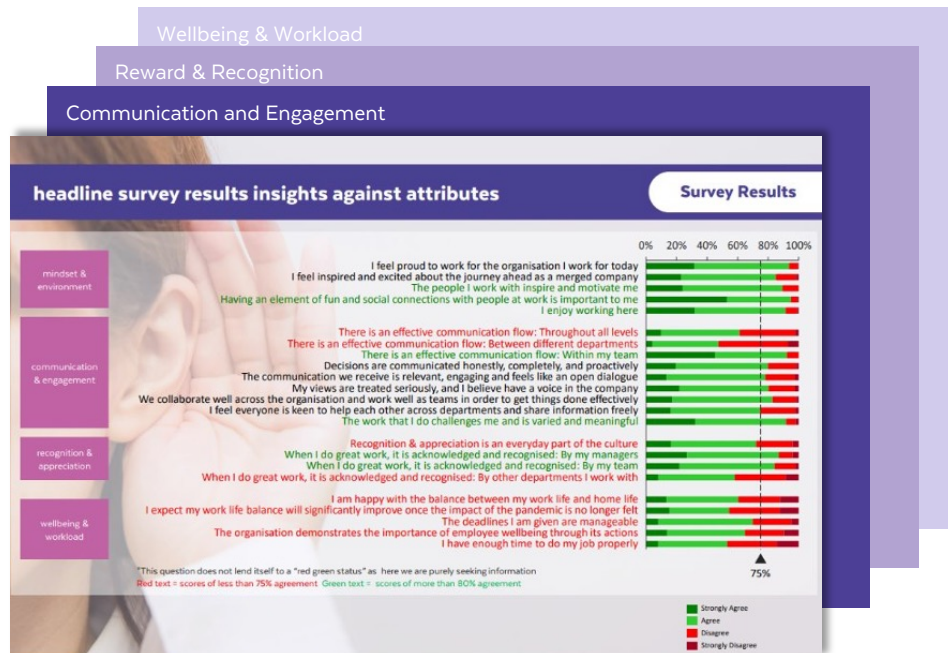 Wellbeing & Workload
Reward & Recognition
Communication and Engagement
headline survey results insights against attributes
Survey Results
0% 20% 40% 60% 80% 100%
mindset &
environment
I feel proud to work for the organisation I work for today
I feel inspired and excited about the journey ahead as a merged company
The people I work with inspire and motivate me
Having an element of fun and social connections with people at work is important to me
I enjoy working here
communication
& engagement
There is an effective communication flow: Throughout all levels
There is an effective communication flow: Between different departments
There is an effective communication flow: Within my team
Decisions are communicated honestly, completely, and proactively
The communication we receive is relevant, engaging and feels like an open dialogue
My views are treated seriously, and I believe have a voice in the company
We collaborate well across the organisation and work well as teams in order to get things done effectively
I feel everyone is keen to help each other across departments and share information freely
The work that I do challenges me and is varied and meaningful
recognition &
appreciation
Recognition & appreciation is an everyday part of the culture
When I do great work, it is acknowledged and recognised: By my managers
When I do great work, it is acknowledged and recognised: By my team
When I do great work, it is acknowledged and recognised: By other departments I work with
wellbeing &
workload
I am happy with the balance between my work life and home life
I expect my work life balance will significantly improve once the impact of the pandemic is no longer felt
The deadlines I am given are manageable
The organisation demonstrates the importance of employee wellbeing through its actions
I have enough time to do my job properly
*This question does not lend itself to a "red green status" as here we are purely seeking information
Red text = scores of less than 75% agreement Green text = scores of more than 80% agreement
75%
Strongly Agree
Agree
Disagree
Strongly Disagree